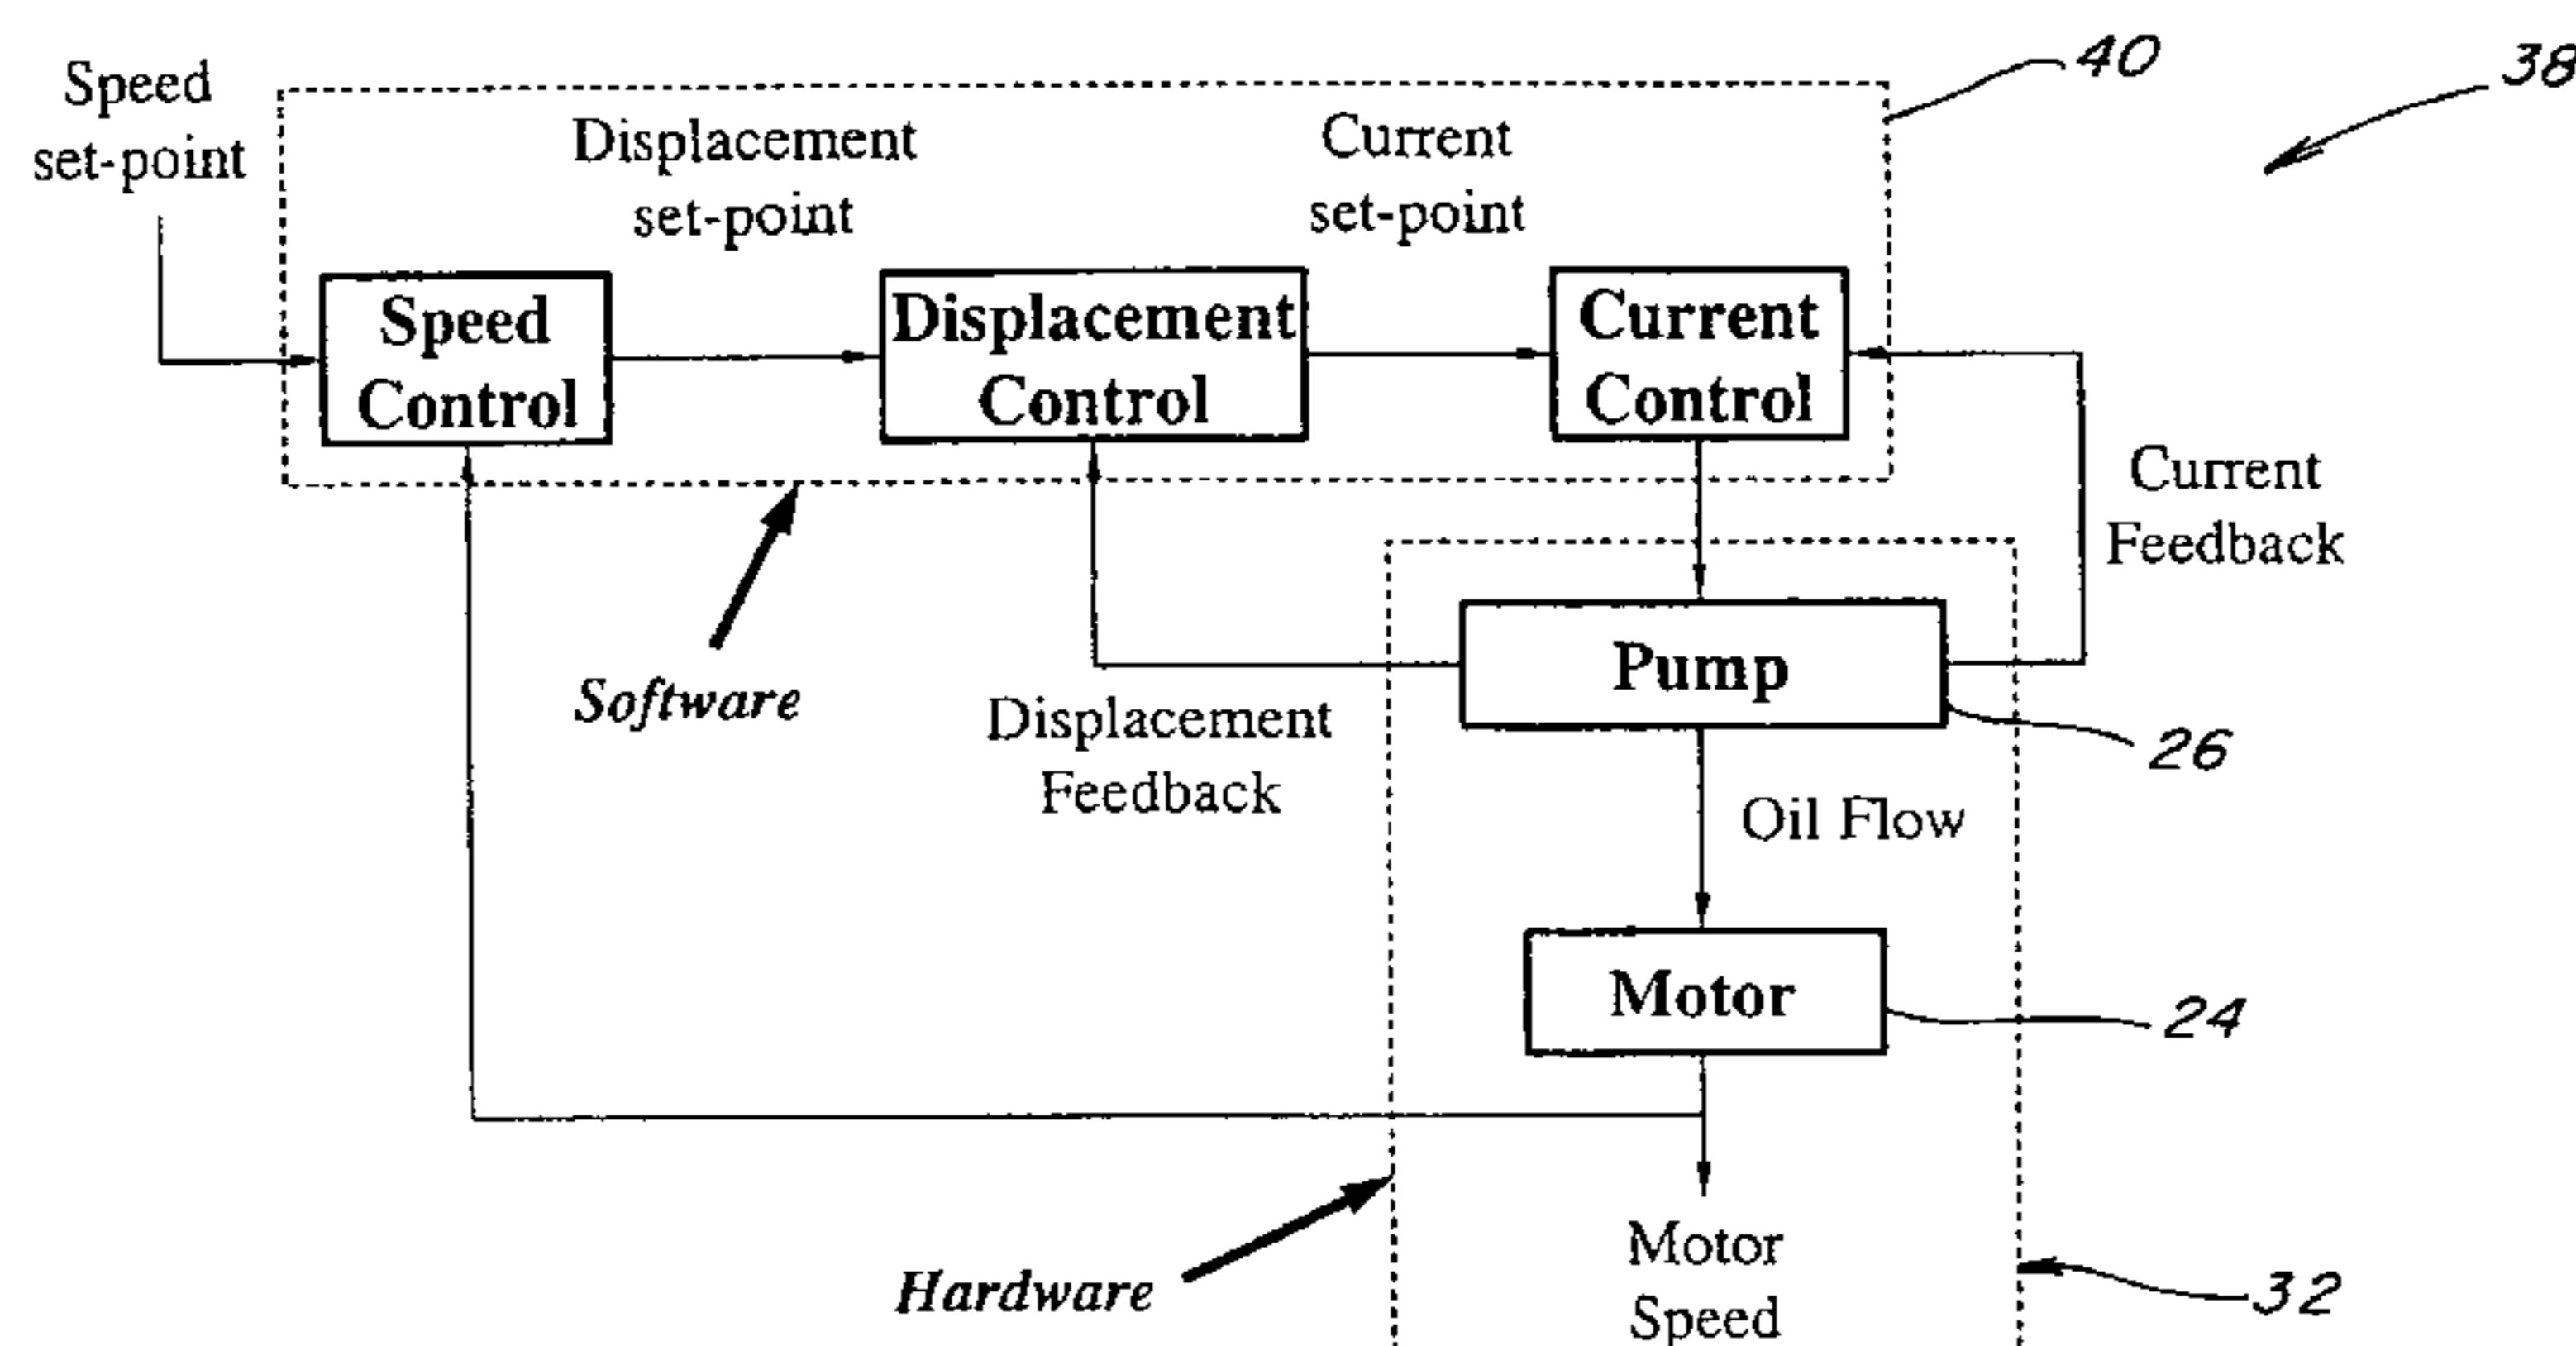 40
38
Speed
set-point
Displacement
set-point
Current
set-point
Speed
Control
Displacement
Control
Current
Control
Current
Feedback
Software
Pump
Displacement
Feedback
26
Oil Flow
Motor
24
Hardware
Motor
Speed
32